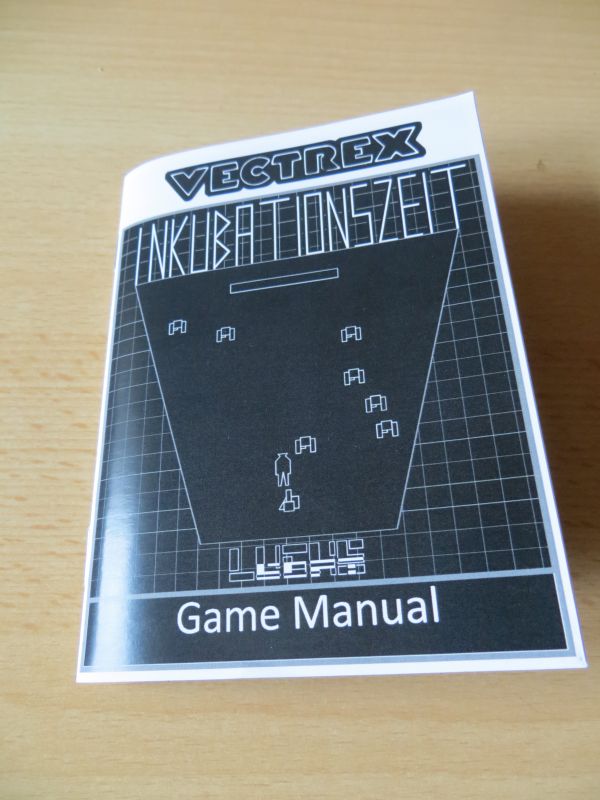 VECTREX
INKUBATIONSZEIT
Game Manual